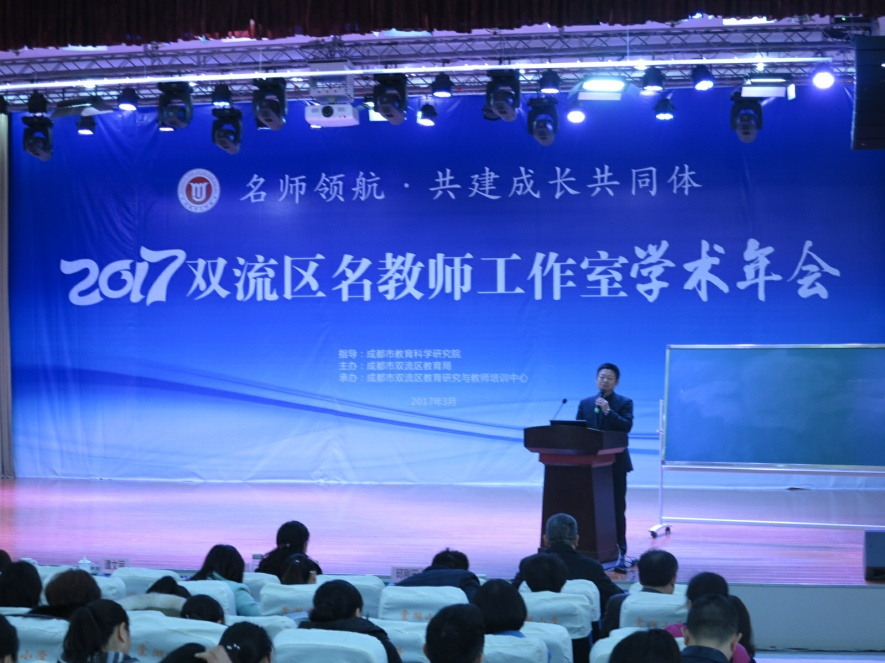 名师领航·共建成长共同体
2017双流区名教师工作室学术年会
指导：成都市教育科学研究院
主办：成都市双流区教育局
承办：成都市双流区教育研究与教师培训中心
2017年3月